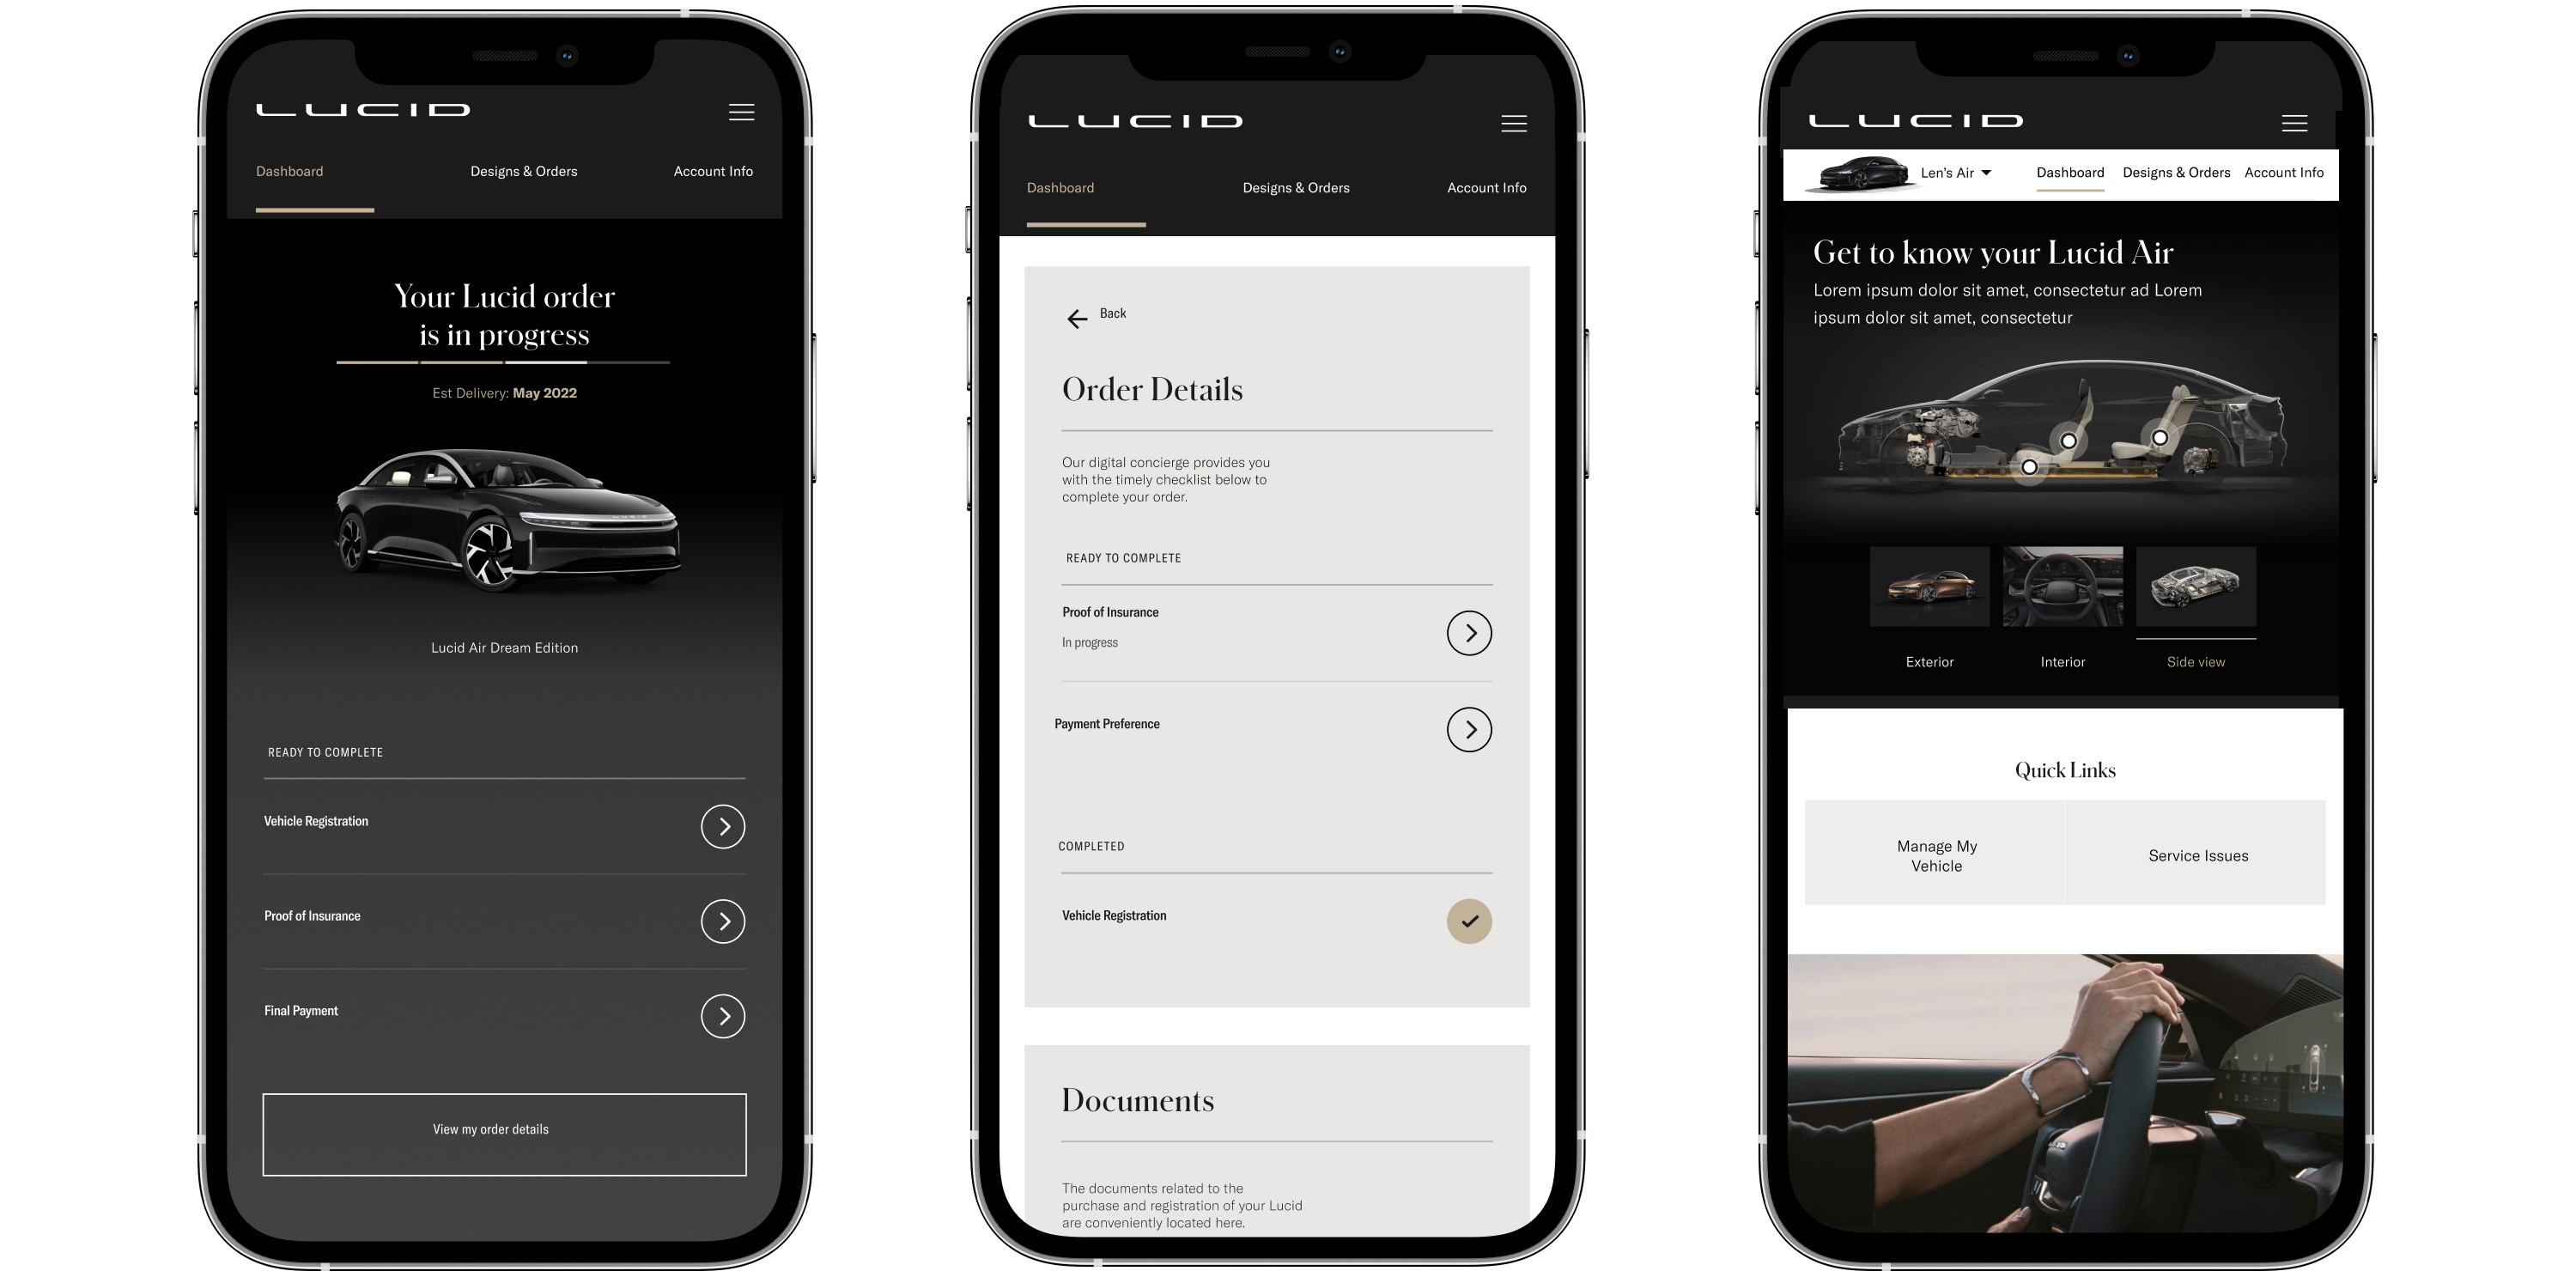 LUCID
Dashboard
Designs & Orders
Account Info
Your Lucid order
is in progress
Est Delivery: May 2022
Lucid Air Dream Edition
READY TO COMPLETE
Vehicle Registration
Proof of Insurance
Final Payment
View my order details
LUCID
Dashboard
Designs & Orders
Account Info
Back
Order Details
Our digital concierge provides you
with the timely checklist below to
complete your order.
READY TO COMPLETE
Proof of Insurance
In progress
Payment Preference
COMPLETED
Vehicle Registration
Documents
The documents related to the
purchase and registration of your Lucid
are conveniently located here.
LUCID
Len's Air
Dashboard
Designs & Orders
Account Info
Get to know your Lucid Air
Lorem ipsum dolor sit amet, consectetur ad Lorem
ipsum dolor sit amet, consectetur
Exterior
Interior
Side view
Quick Links
Manage My
Vehicle
Service Issues